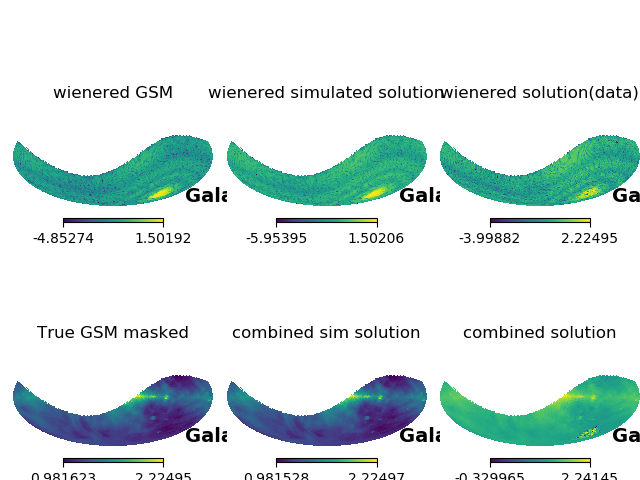 wienered GSM
wienered simulated solution
wienered solution(data)
Gala
Gala
Ga
-4.85274 1.50192
-5.95395 1.50206
-3.99882 2.22495
True GSM masked
combined sim solution
combined solution
Gala
Gala
Ga
0.981623 2.22495
0.981528 2.22497
-0.329965 2.24145